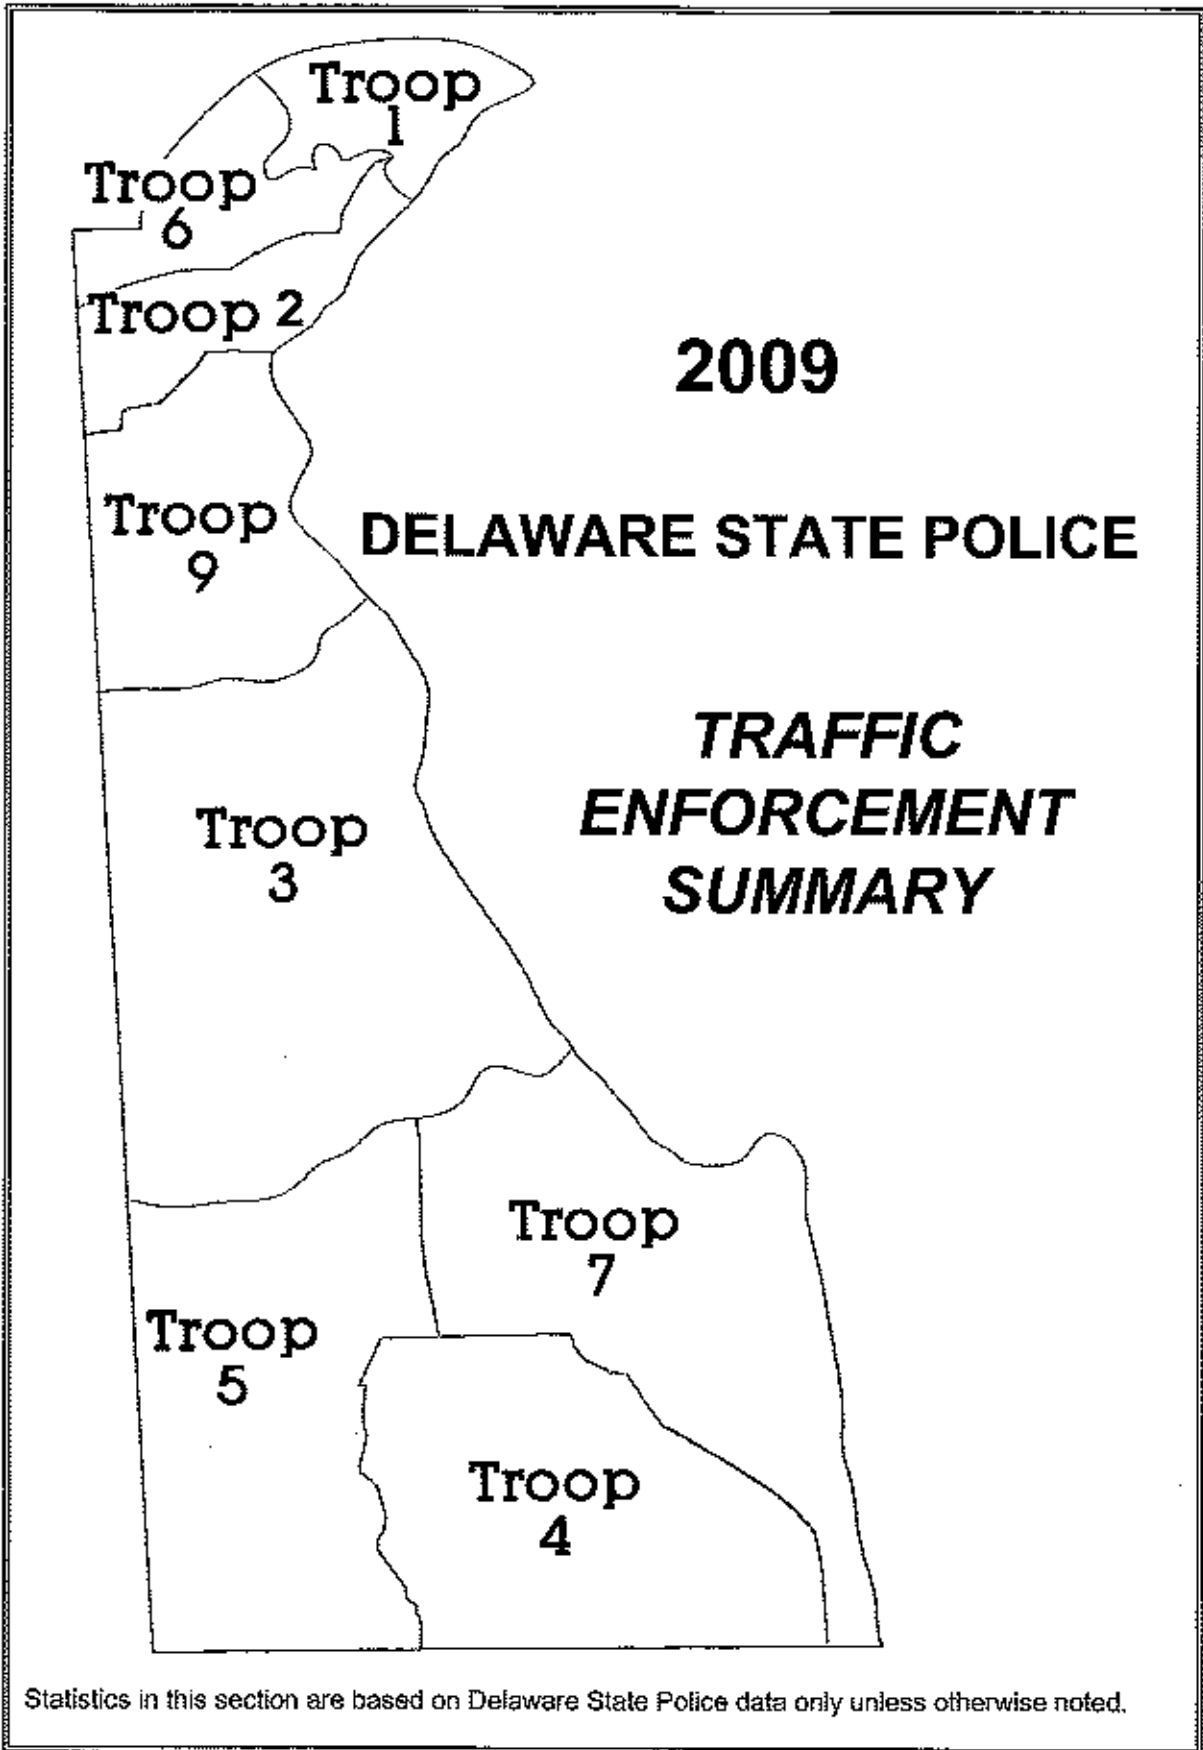 Troop
1
Troop
6
Troop 2
2009
Troop
9
DELAWARE STATE POLICE
TRAFFIC
ENFORCEMENT
SUMMARY
Troop
3
Troop
7
Troop
5
Troop
4
Statistics in this section are based on Delaware State Police data only unless otherwise noted.